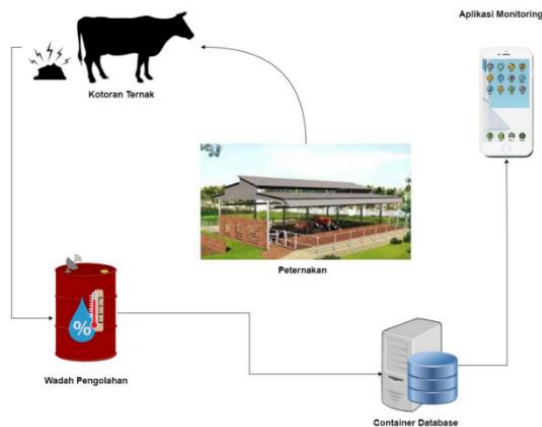 Aplikasi Monitoring
Kotoran Ternak
Peternakan
%
Wadah Pengolahan
Container Database